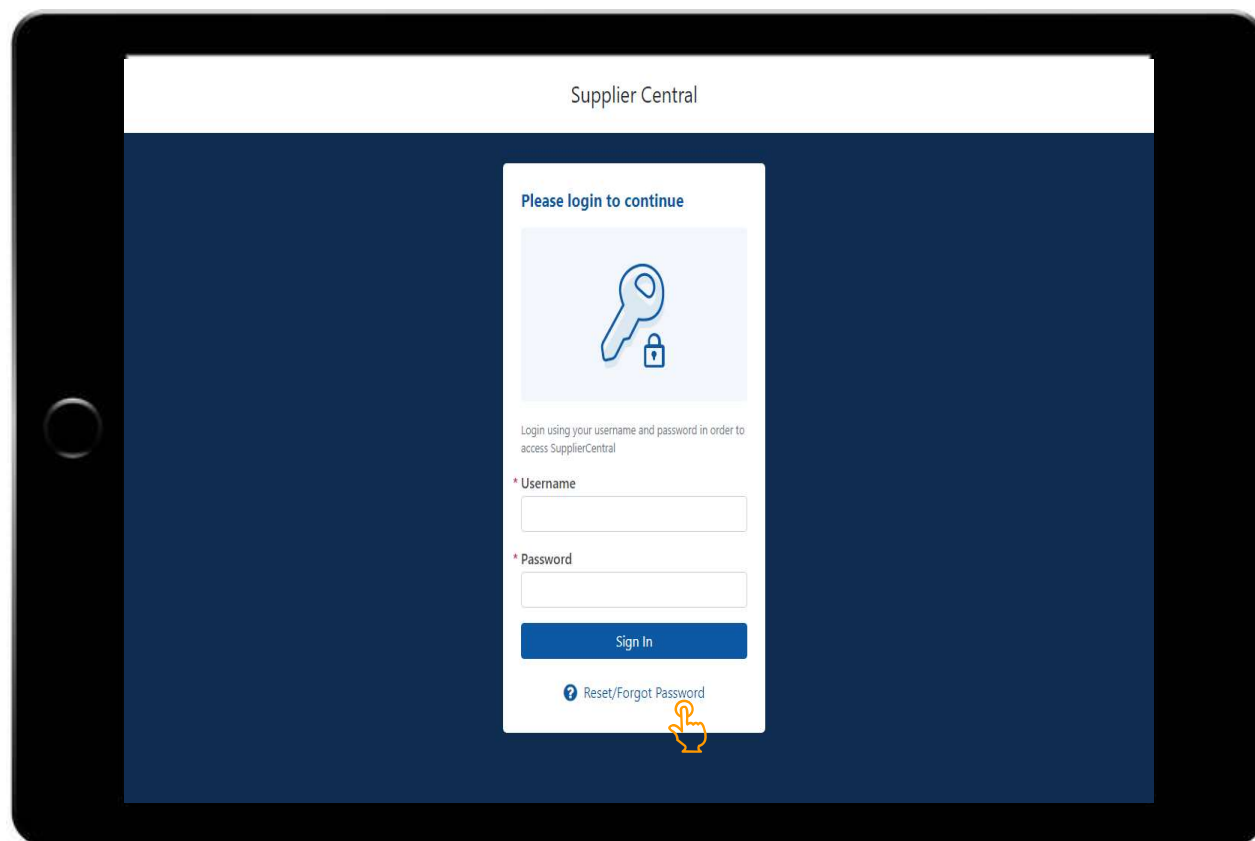 Supplier Central
Please login to continue
Login using your username and password in order to
access SupplierCentral
* Username
* Password
Sign In
? Reset/Forgot Password